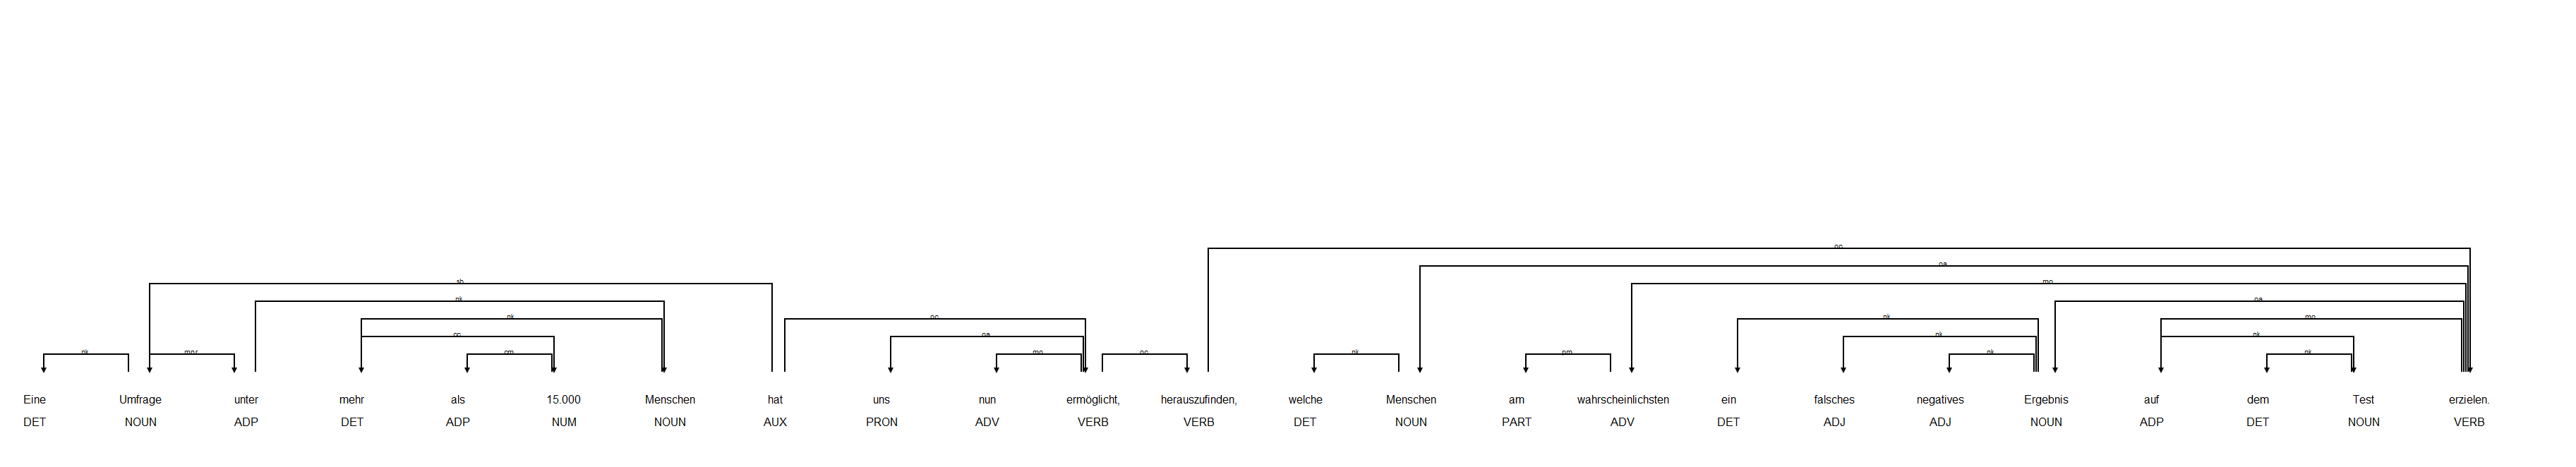 oc
oa
sb mo
nk oa
nk oc nk mo
cc oa nk nk
nk mnr cm mo oc nk pm nk nk
Eine Umfrage unter mehr als 15.000 Menschen hat uns nun ermöglicht, herauszufinden, welche Menschen am wahrscheinlichsten ein falsches negatives Ergebnis auf dem Test erzielen.
DET NOUN ADP DET ADP NUM NOUN AUX PRON ADV VERB VERB DET NOUN PART ADV DET ADJ ADJ NOUN ADP DET NOUN VERB